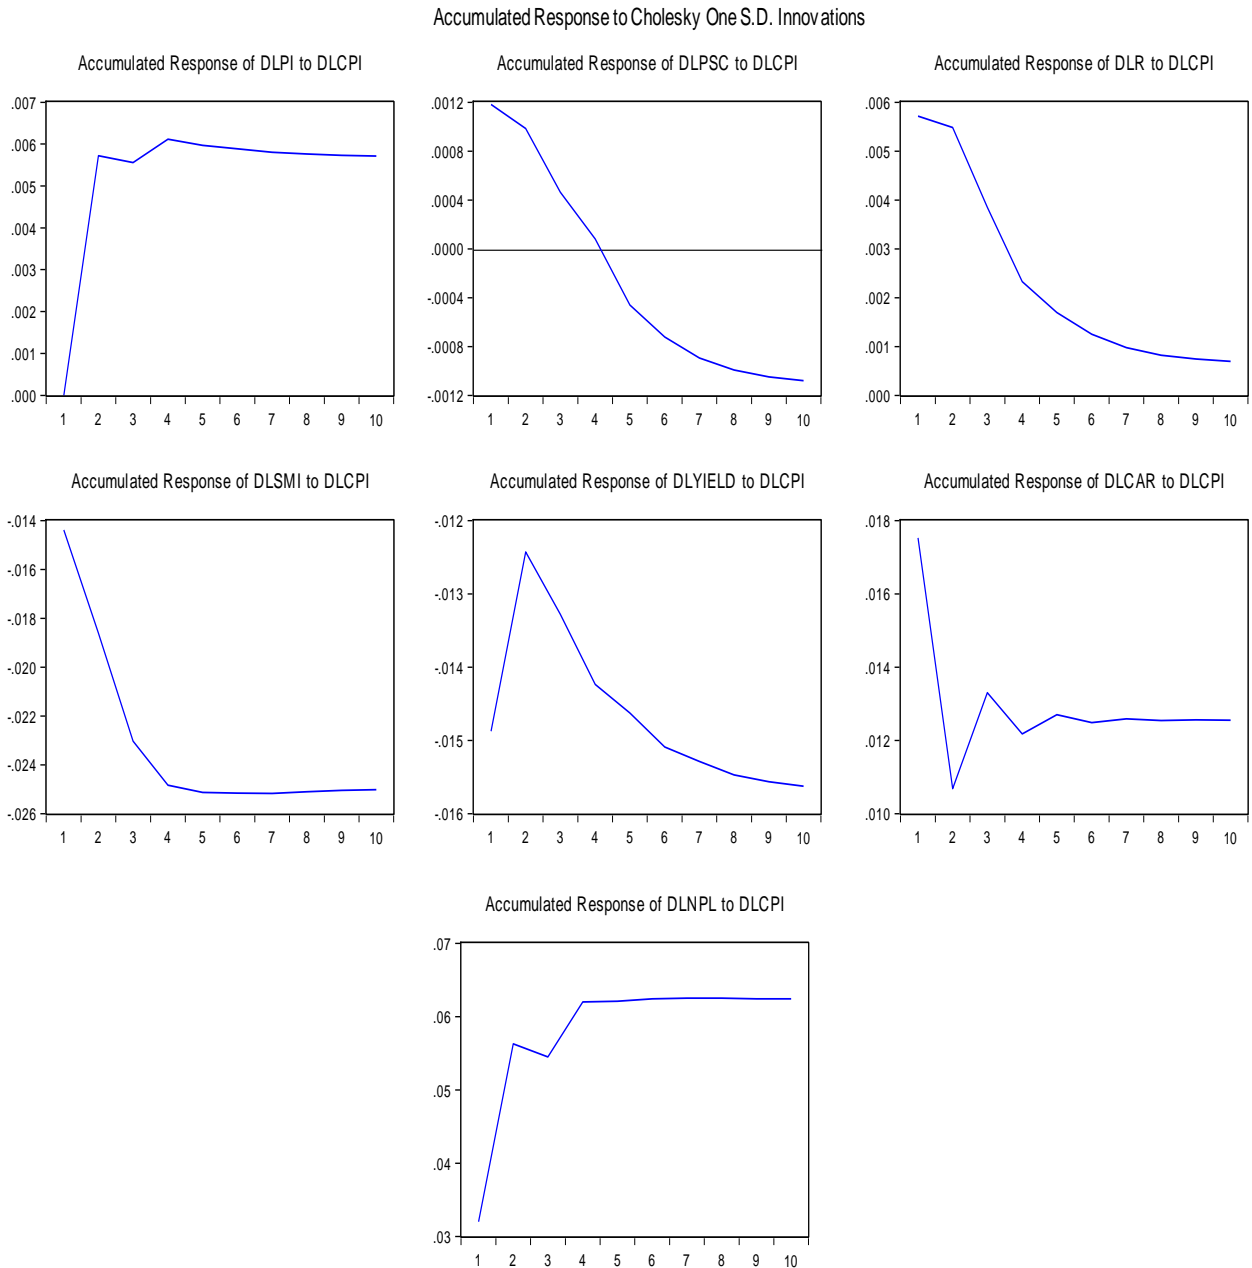 Accumulated Response to Cholesky One S.D. Innovations
Accumulated Response of DLPI to DLCPI
.007
.006
.005
.004
.003
.002
.001
.000
1 2 3 4 5 6 7 8 9 10
Accumulated Response of DLPSC to DLCPI
.0012
.0008
.0004
.0000
-.0004
-.0008
-.0012
1 2 3 4 5 6 7 8 9 10
Accumulated Response of DLR to DLCPI
.006
.005
.004
.003
.002
.001
.000
1 2 3 4 5 6 7 8 9 10
Accumulated Response of DLSMI to DLCPI
-.014
-.016
-.018
-.020
-.022
-.024
-.026
1 2 3 4 5 6 7 8 9 10
Accumulated Response of DLYIELD to DLCPI
-.012
-.013
-.014
-.015
-.016
1 2 3 4 5 6 7 8 9 10
Accumulated Response of DLCAR to DLCPI
.018
.016
.014
.012
.010
1 2 3 4 5 6 7 8 9 10
Accumulated Response of DLNPL to DLCPI
.07
.06
.05
.04
.03
1 2 3 4 5 6 7 8 9 10